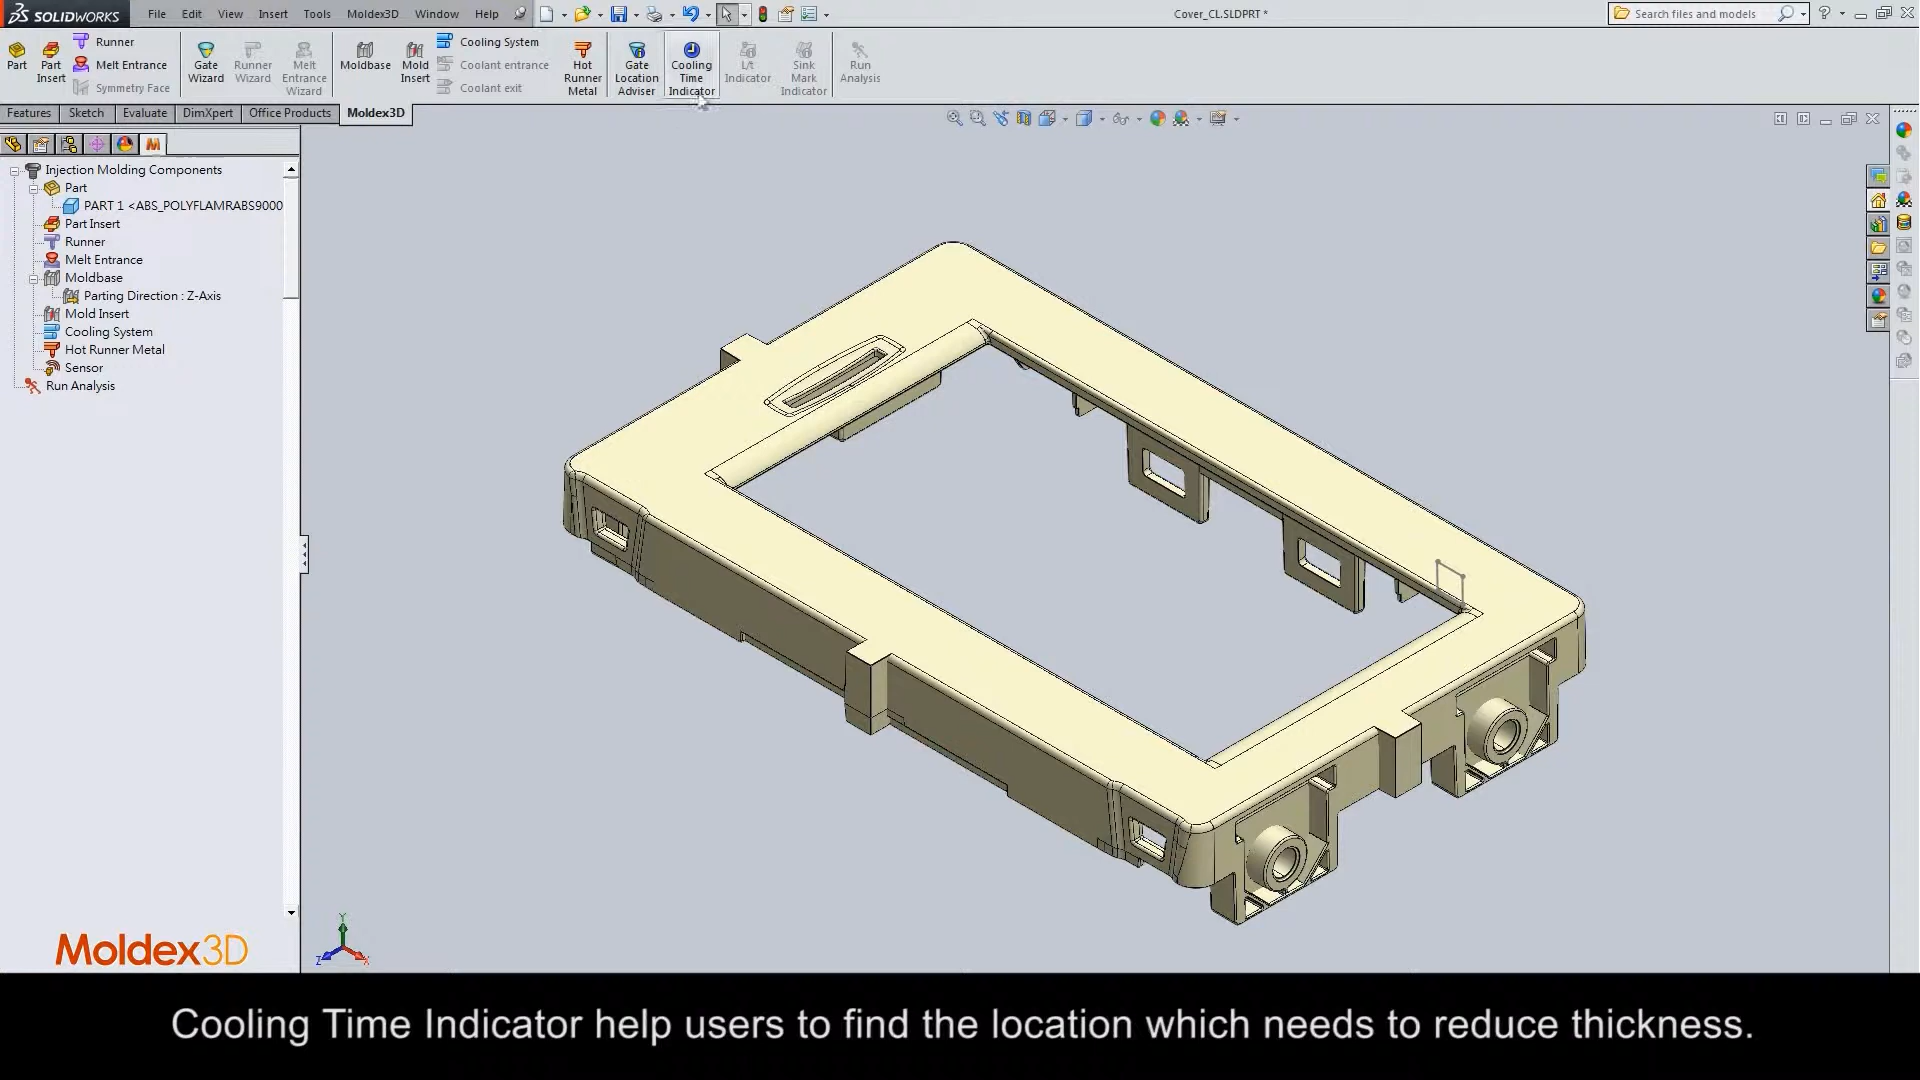 SOLIDWORKS File Edit View Insert Tools Moldex3D Window Help Cover_CL.SLDPRT * Search files and models ?
Part
Part Insert
Runner
Melt Entrance
Symmetry Face
Gate Wizard
Runner Wizard
Melt Entrance Wizard
Moldbase
Mold Insert
Cooling System
Coolant entrance
Coolant exit
Hot Runner Metal
Gate Location Adviser
Cooling Time Indicator
L/t Indicator
Sink Mark Indicator
Run Analysis
Features Sketch Evaluate DimXpert Office Products Moldex3D
Injection Molding Components
Part
PART 1 <ABS_POLYFLAMRABS9000
Part Insert
Runner
Melt Entrance
Moldbase
Parting Direction : Z-Axis
Mold Insert
Cooling System
Hot Runner Metal
Sensor
Run Analysis
Y
Z X
Moldex3D
Cooling Time Indicator help users to find the location which needs to reduce thickness.